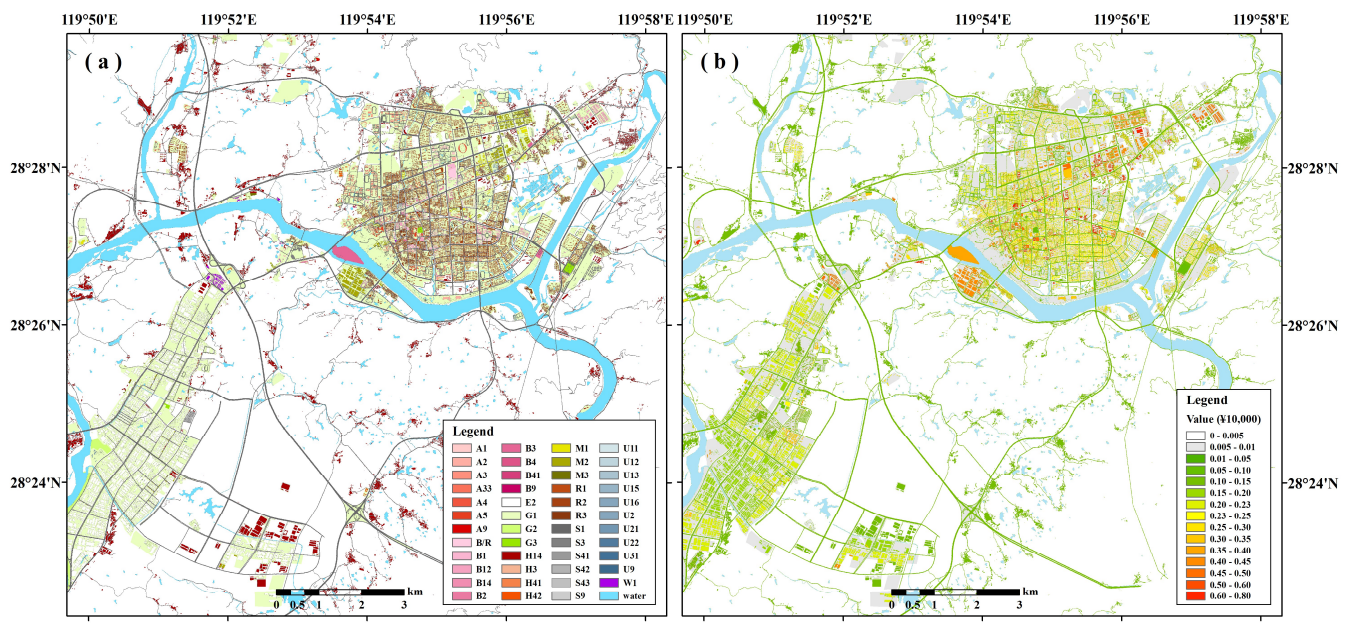 119°50′E 119°52′E 119°54′E 119°56′E 119°58′E 119°50′E 119°52′E 119°54′E 119°56′E 119°58′E
( a )
( b )
28°28′N
28°26′N
28°24′N
28°28′N
28°26′N
28°24′N
Legend
A1 B3 M1 U11
A2 B4 M2 U12
A3 B41 M3 U13
A33 B9 R1 U15
A4 E2 R2 U16
A5 G1 R3 U2
A9 G2 S1 U21
B/R G3 S3 U22
B1 H14 S41 U31
B12 H3 S42 U9
B14 H41 S43 W1
B2 H42 S9 water
0 0.5 1 2 3
km
Legend
Value (¥10,000)
0 - 0.005
0.005 - 0.01
0.01 - 0.05
0.05 - 0.10
0.10 - 0.15
0.15 - 0.20
0.20 - 0.23
0.23 - 0.25
0.25 - 0.30
0.30 - 0.35
0.35 - 0.40
0.40 - 0.45
0.45 - 0.50
0.50 - 0.60
0.60 - 0.80
0 0.5 1 2 3
km